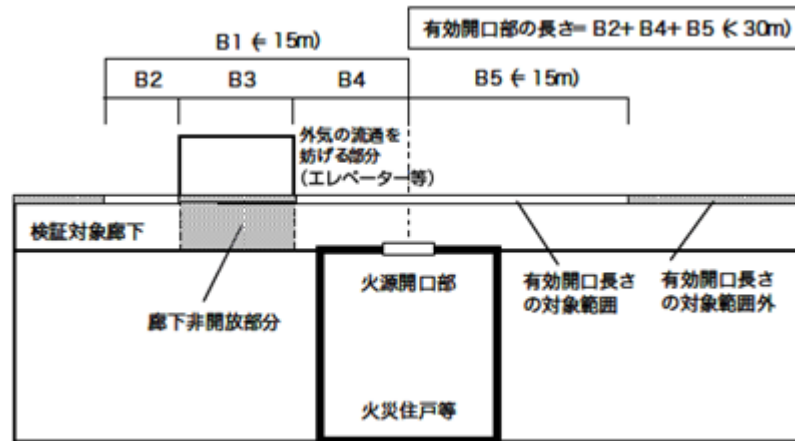 有効開口部の長さ= B2+ B4+ B5 (< 30m)
B1 (= 15m)
B2
B3
B4
B5 (= 15m)
外気の流通を
妨げる部分
(エレベーター等)
検証対象廊下
火源開口部
有効開口長さ
の対象範囲
有効開口長さ
の対象範囲外
廊下非開放部分
火災住戸等